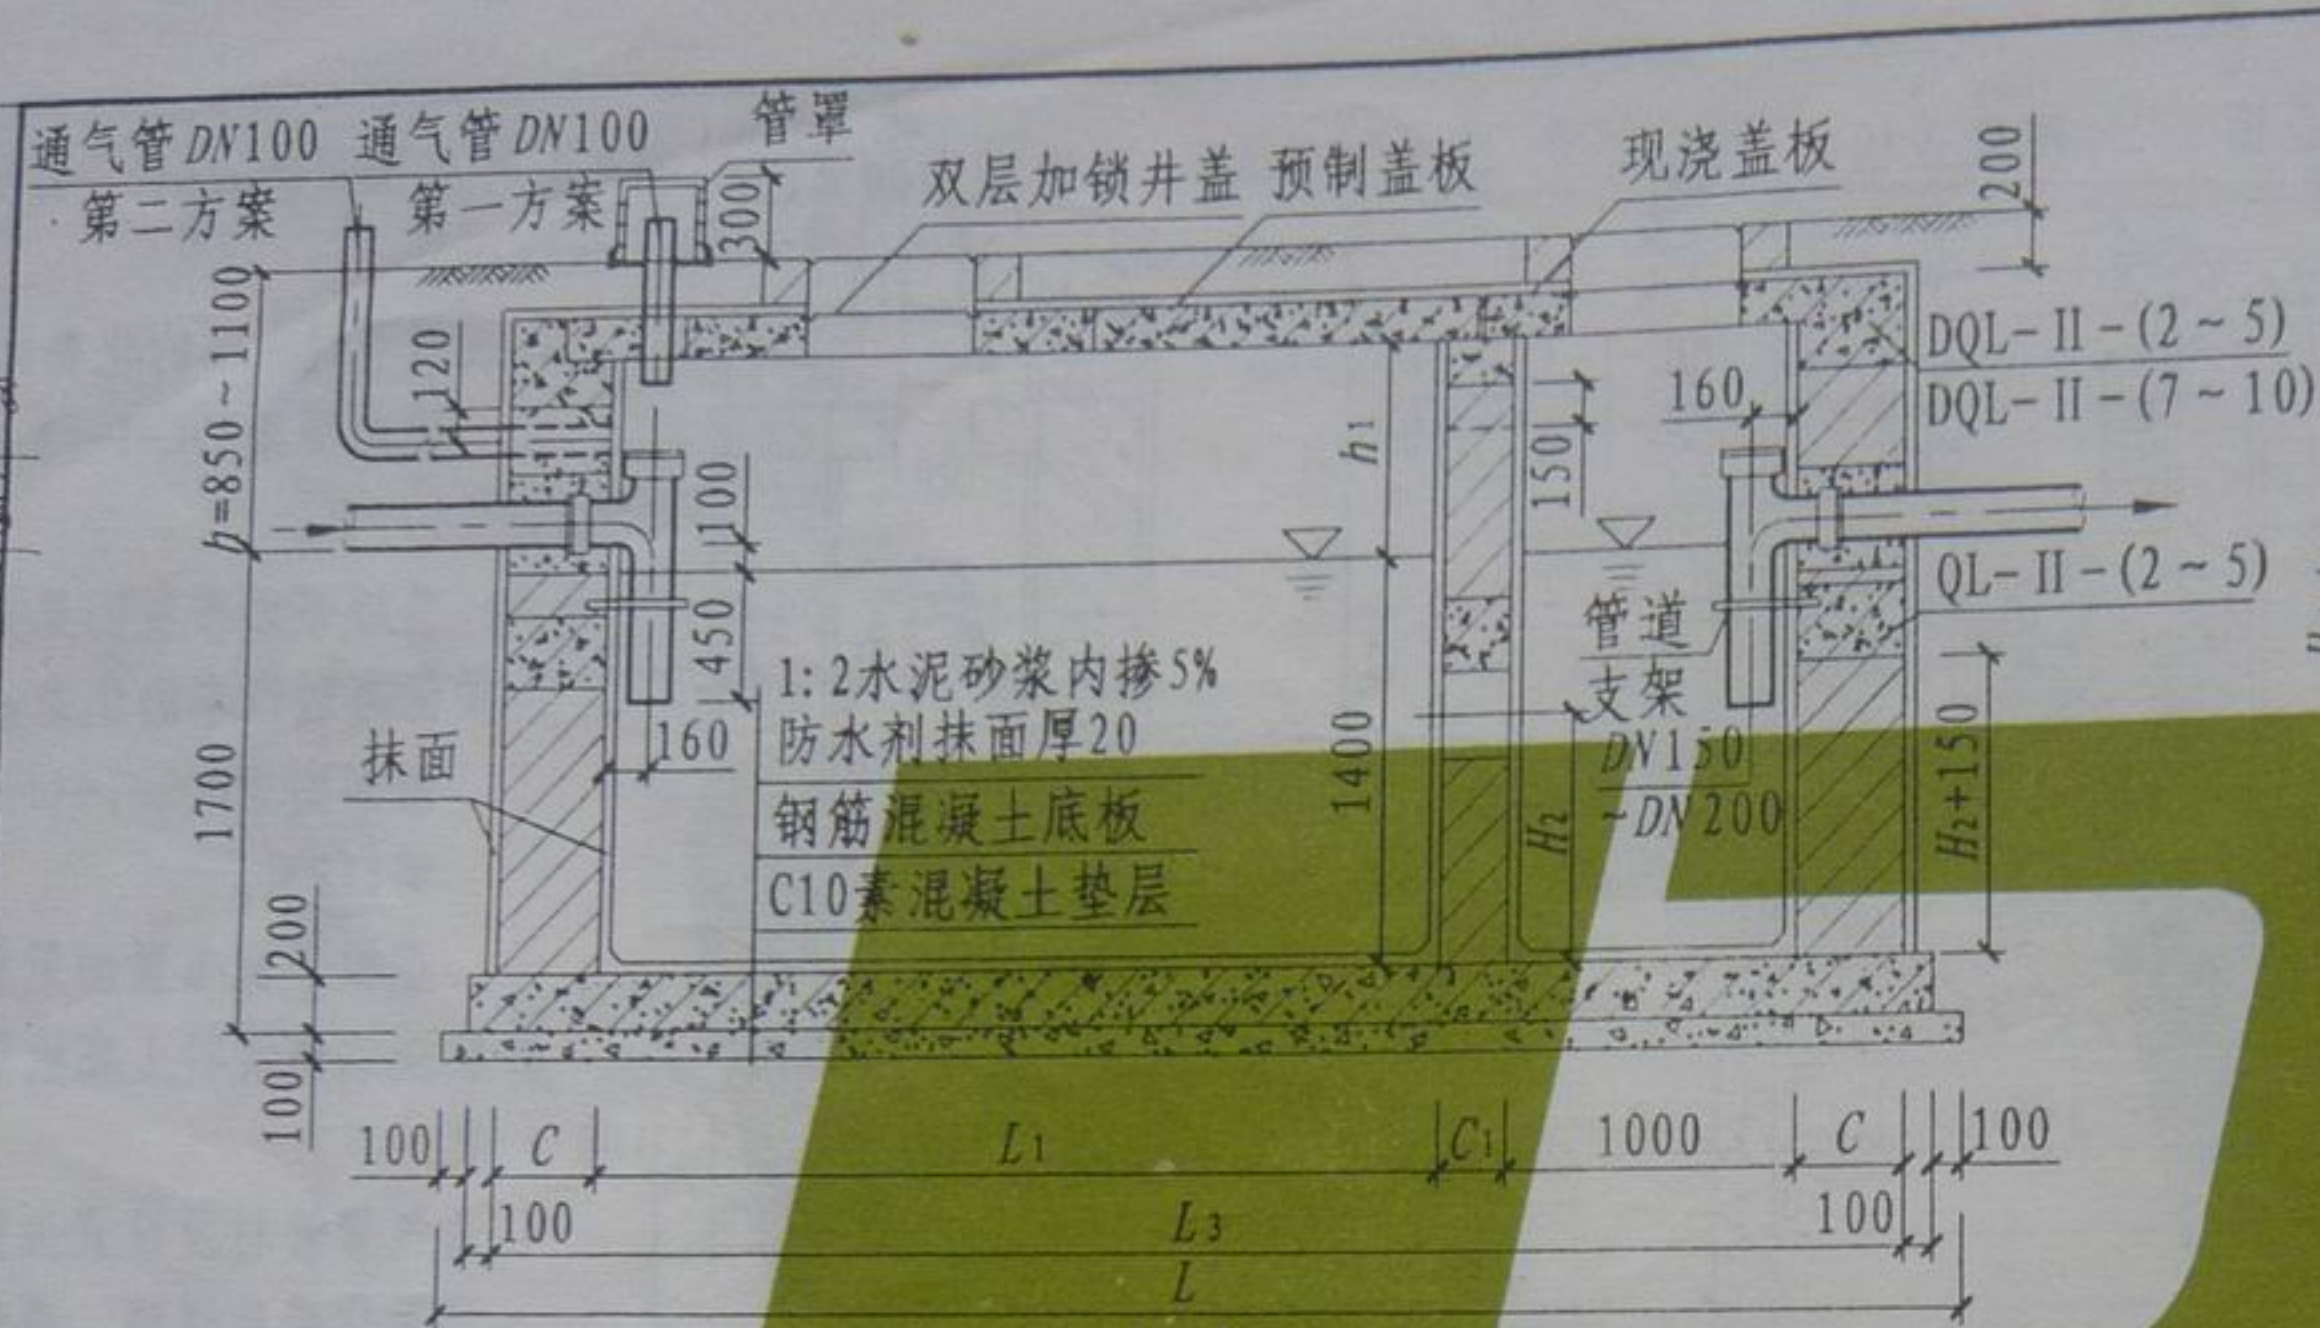 通气管DN100
第二方案
通气管DN100
第一方案
管罩
300
双层加锁井盖
预制盖板
现浇盖板
200
h=850~1100
120
100
450
160
h1
1400
150
160
DQL-II-(2~5)
DQL-II-(7~10)
QL-II-(2~5)
管道
支架
DN150
~DN200
H2
H2+150
抹面
1:2水泥砂浆内掺5%
防水剂抹面厚20
钢筋混凝土底板
C10素混凝土垫层
1700
200
100
100
C
L1
C1
1000
C
100
100
L3
100
L